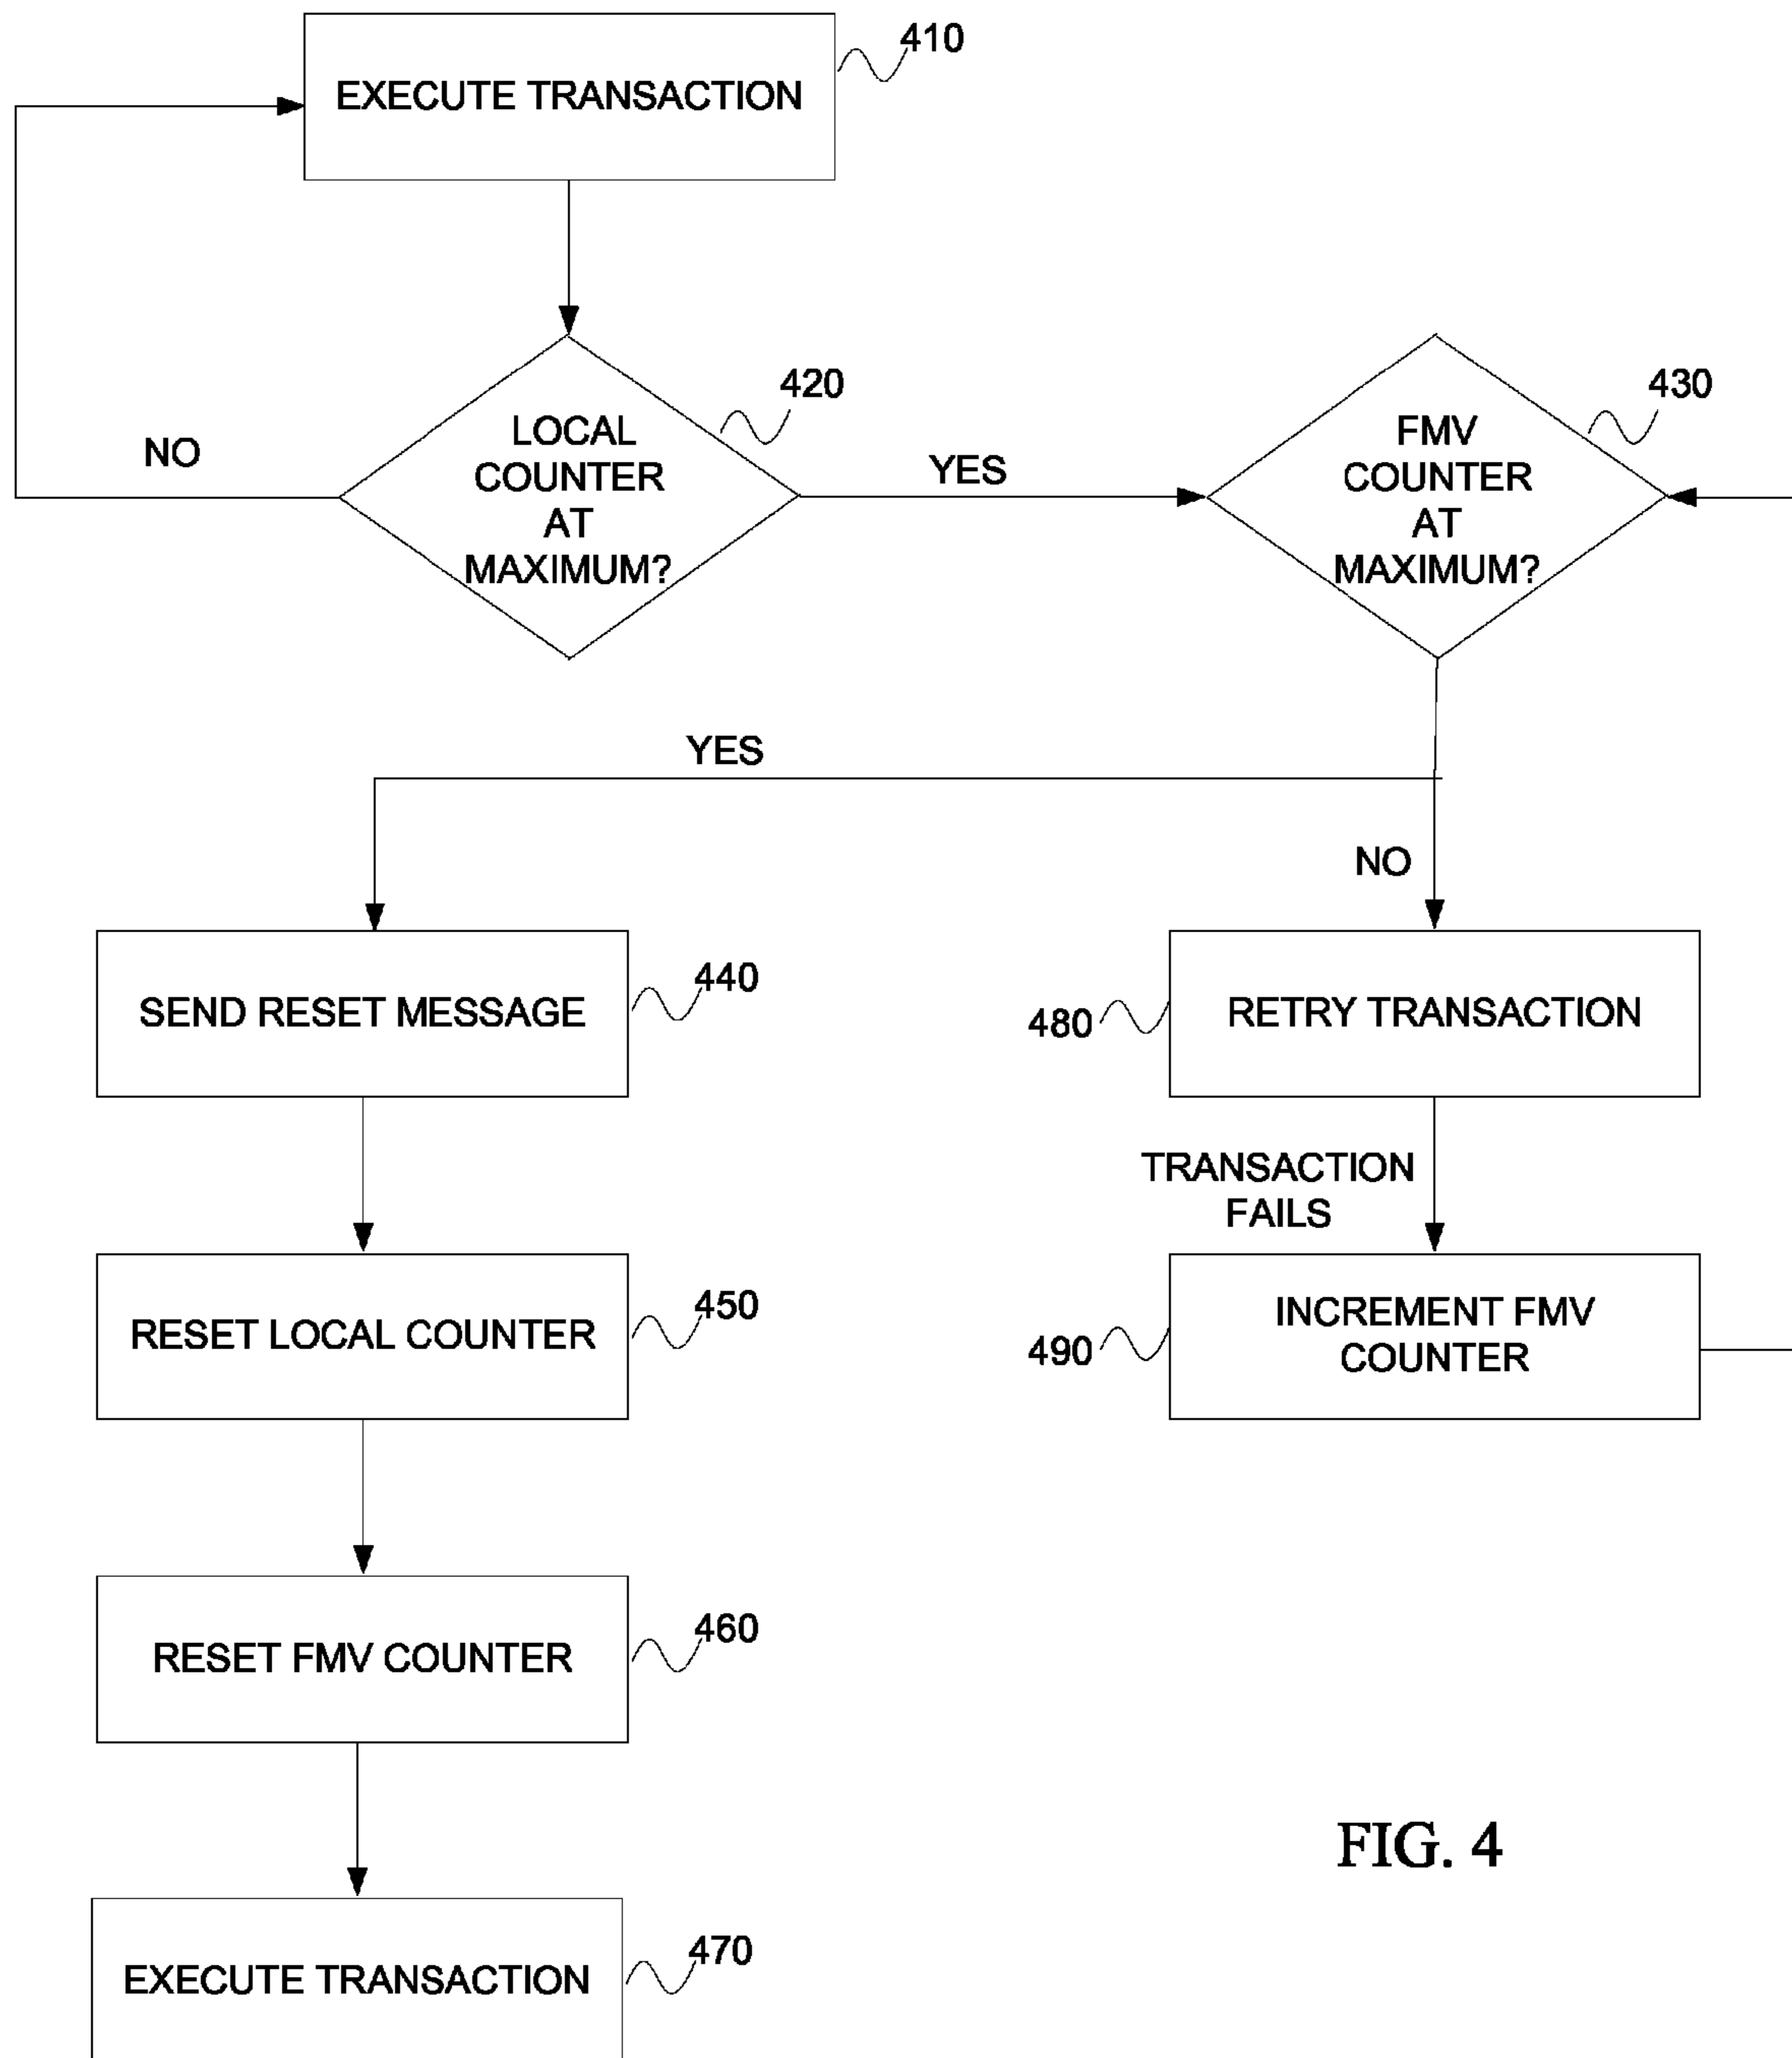 410
EXECUTE TRANSACTION
420
LOCAL
COUNTER
AT
MAXIMUM?
NO
YES
430
FMV
COUNTER
AT
MAXIMUM?
YES
NO
440
SEND RESET MESSAGE
480
RETRY TRANSACTION
TRANSACTION
FAILS
450
RESET LOCAL COUNTER
490
INCREMENT FMV
COUNTER
460
RESET FMV COUNTER
470
EXECUTE TRANSACTION
FIG. 4